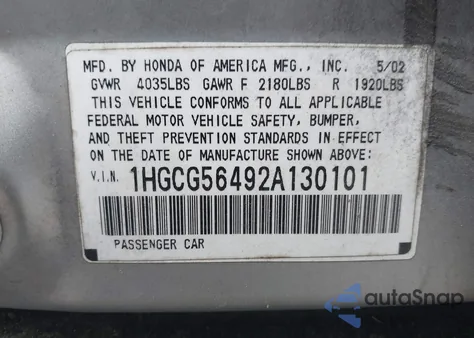 MFD. BY HONDA OF AMERICA MFG., INC. 5/02
GVWR 4035LBS GAWR F 2180LBS R 1920LBS
THIS VEHICLE CONFORMS TO ALL APPLICABLE
FEDERAL MOTOR VEHICLE SAFETY, BUMPER,
AND THEFT PREVENTION STANDARDS IN EFFECT
ON THE DATE OF MANUFACTURE SHOWN ABOVE:
V.I.N. 1HGCG56492A130101
PASSENGER CAR
autoSnap